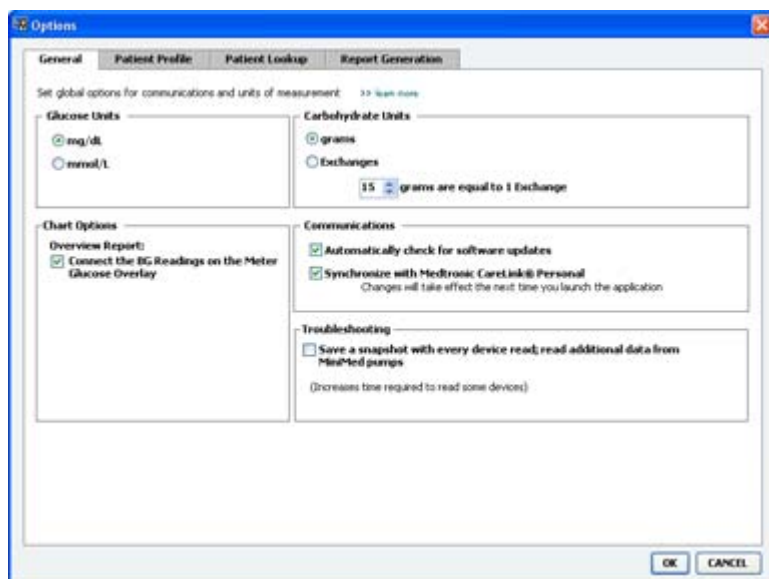 Options
General
Patient Profile
Patient Lookup
Report Generation
Set global options for communications and units of measurement >> learn more
Glucose Units
mg/dL
mmol/L
Carbohydrate Units
grams
Exchanges
15 grams are equal to 1 Exchange
Chart Options
Overview Report:
Connect the BG Readings on the Meter
Glucose Overlay
Communications
Automatically check for software updates
Synchronize with Medtronic CareLink® Personal
Changes will take effect the next time you launch the application
Troubleshooting
Save a snapshot with every device read; read additional data from
MiniMed pumps
(Increases time required to read some devices)
OK
CANCEL